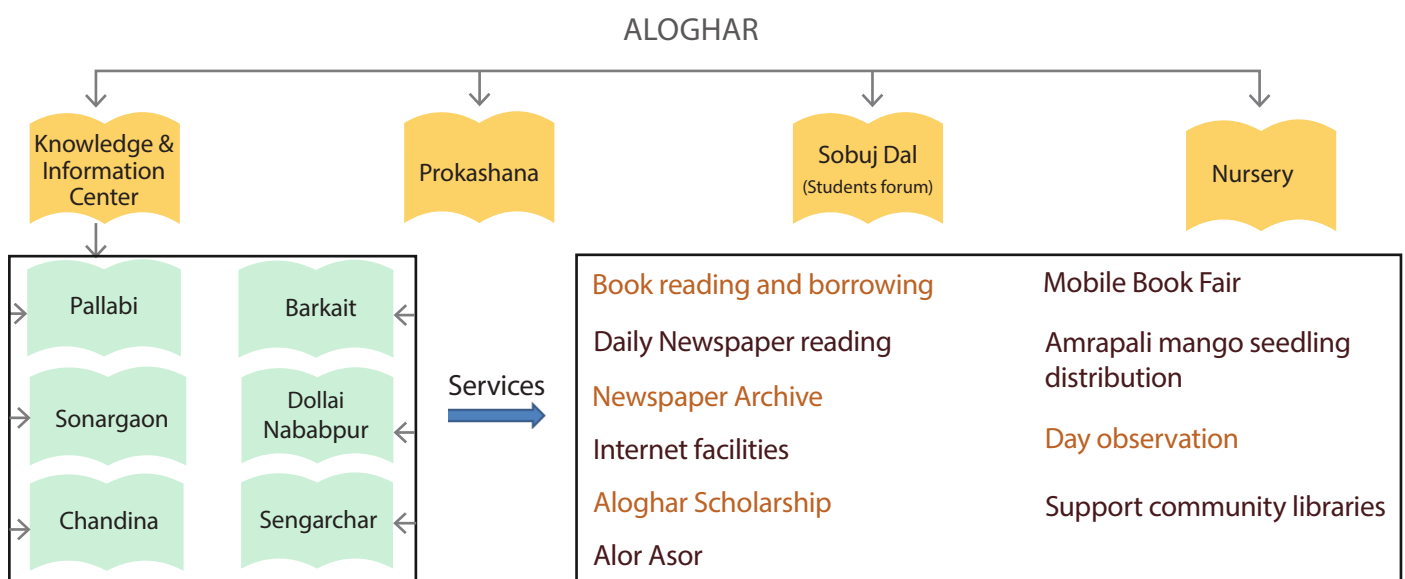 ALOGHAR
Knowledge &
Information
Center
Prokashana
Sobuj Dal
(Students forum)
Nursery
Pallabi
Barkait
Sonargaon
Dollai
Nababpur
Chandina
Sengarchar
Services
Book reading and borrowing
Daily Newspaper reading
Newspaper Archive
Internet facilities
Aloghar Scholarship
Alor Asor
Mobile Book Fair
Amrapali mango seedling
distribution
Day observation
Support community libraries